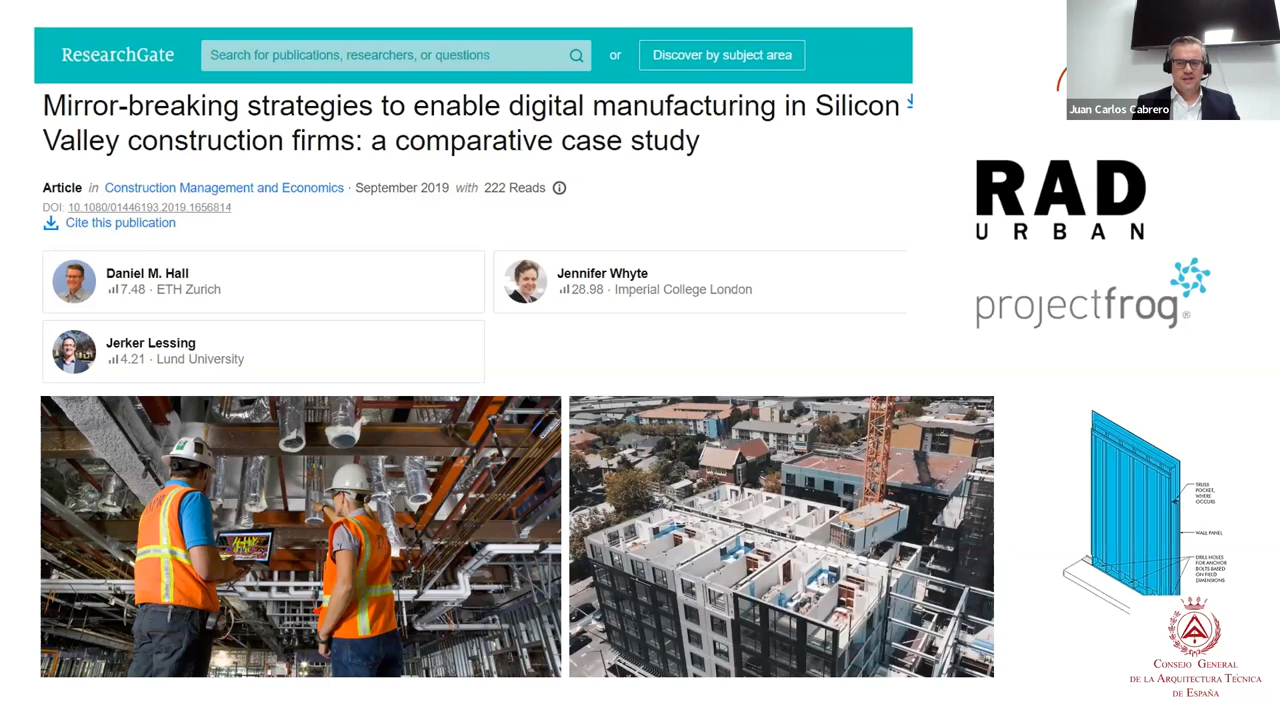 ResearchGate
Search for publications, researchers, or questions
or
Discover by subject area
Mirror-breaking strategies to enable digital manufacturing in Silicon
Valley construction firms: a comparative case study
Article in Construction Management and Economics · September 2019 with 222 Reads
DOI: 10.1080/01446193.2019.1656814
Cite this publication
Daniel M. Hall
7.48 · ETH Zurich
Jennifer Whyte
28.98 · Imperial College London
Jerker Lessing
4.21 · Lund University
Juan Carlos Cabrero
RAD
URBAN
projectfrog®
TRUSS
POCKET,
WHERE
OCCURS
WALL PANEL
DRILL HOLES
FOR ANCHOR
BOLTS BASED
ON FIELD
DIMENSIONS
Consejo General
de la Arquitectura Técnica
de España